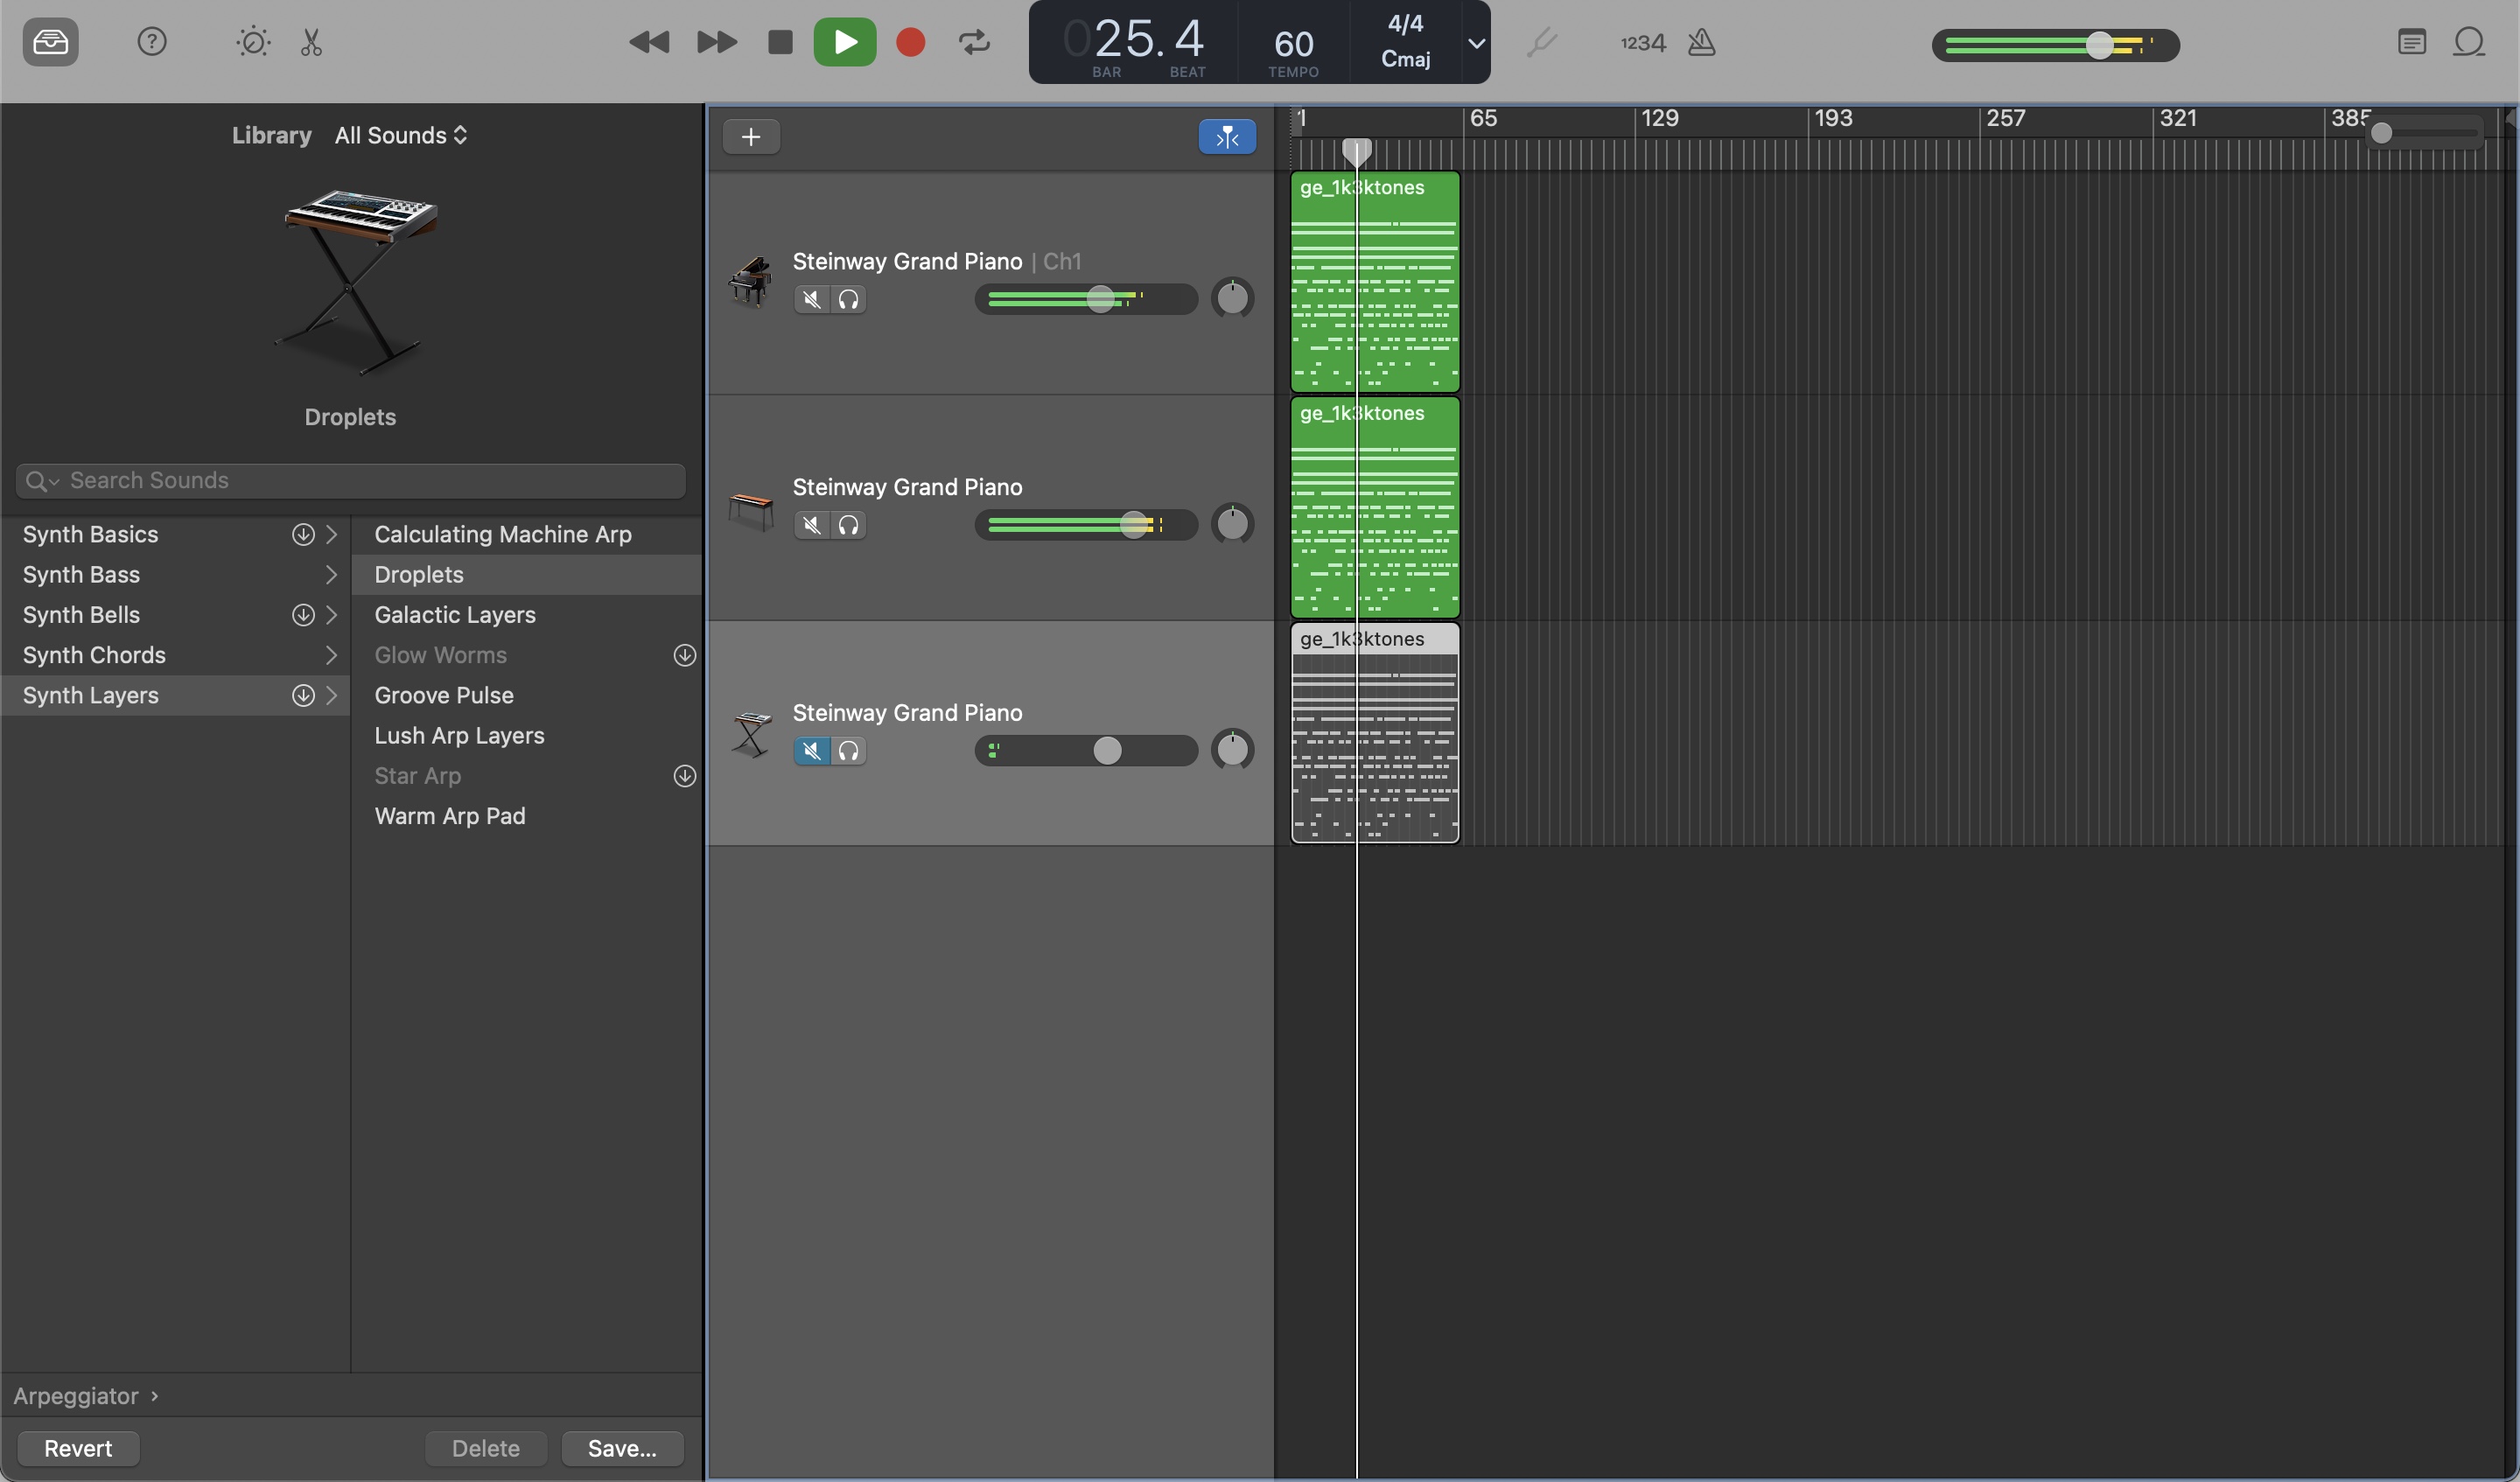 025.4
BAR BEAT
60
TEMPO
4/4
Cmaj
1234
Library All Sounds
Droplets
Search Sounds
Synth Basics
Synth Bass
Synth Bells
Synth Chords
Synth Layers
Calculating Machine Arp
Droplets
Galactic Layers
Glow Worms
Groove Pulse
Lush Arp Layers
Star Arp
Warm Arp Pad
Arpeggiator
Revert
Delete
Save...
1 65 129 193 257 321 385
Steinway Grand Piano | Ch1
ge_1k3ktones
Steinway Grand Piano
ge_1k3ktones
Steinway Grand Piano
ge_1k3ktones